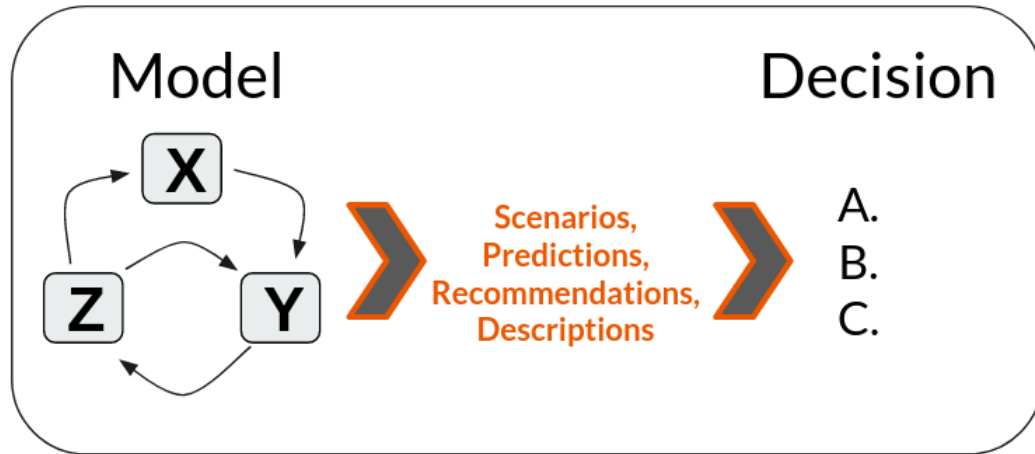 Model
Decision
X
Z
Y
Scenarios,
Predictions,
Recommendations,
Descriptions
A.
B.
C.